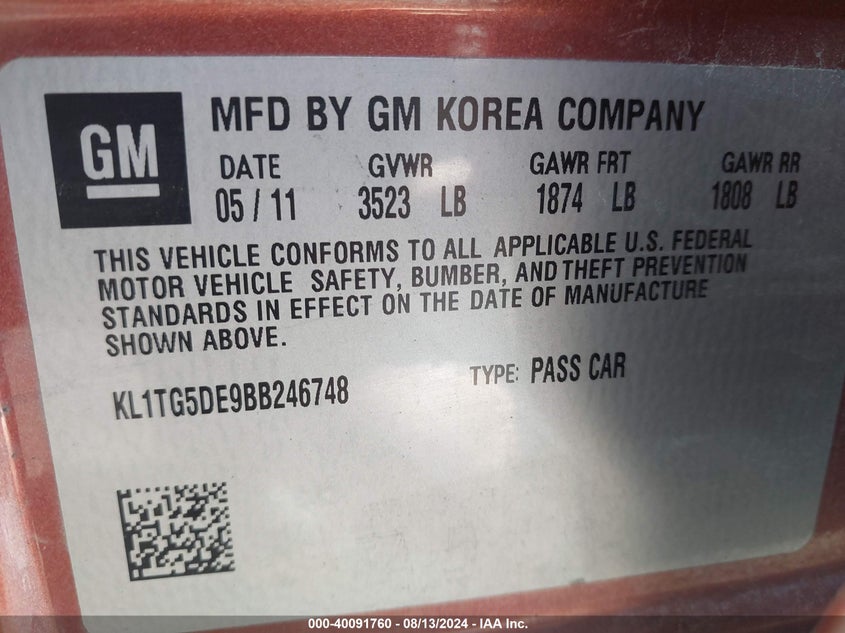 GM
MFD BY GM KOREA COMPANY
DATE GVWR GAWR FRT GAWR RR
05 / 11 3523 LB 1874 LB 1808 LB
THIS VEHICLE CONFORMS TO ALL APPLICABLE U.S. FEDERAL
MOTOR VEHICLE SAFETY, BUMBER, AND THEFT PREVENTION
STANDARDS IN EFFECT ON THE DATE OF MANUFACTURE
SHOWN ABOVE.
KL1TG5DE9BB246748 TYPE: PASS CAR
000-40091760 - 08/13/2024 - IAA Inc.